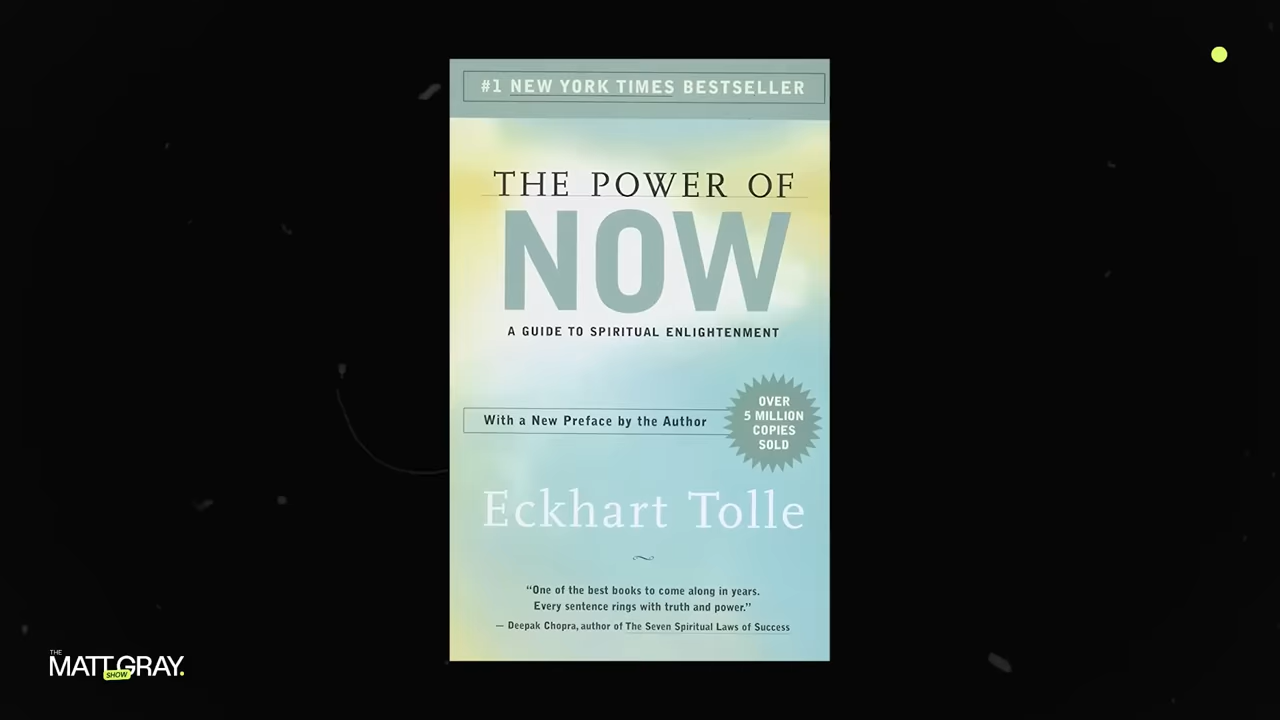 #1 NEW YORK TIMES BESTSELLER
THE POWER OF
NOW
A GUIDE TO SPIRITUAL ENLIGHTENMENT
With a New Preface by the Author
OVER
5 MILLION
COPIES
SOLD
Eckhart Tolle
“One of the best books to come along in years.
Every sentence rings with truth and power.”
— Deepak Chopra, author of The Seven Spiritual Laws of Success
THE
MATT GRAY.
SHOW